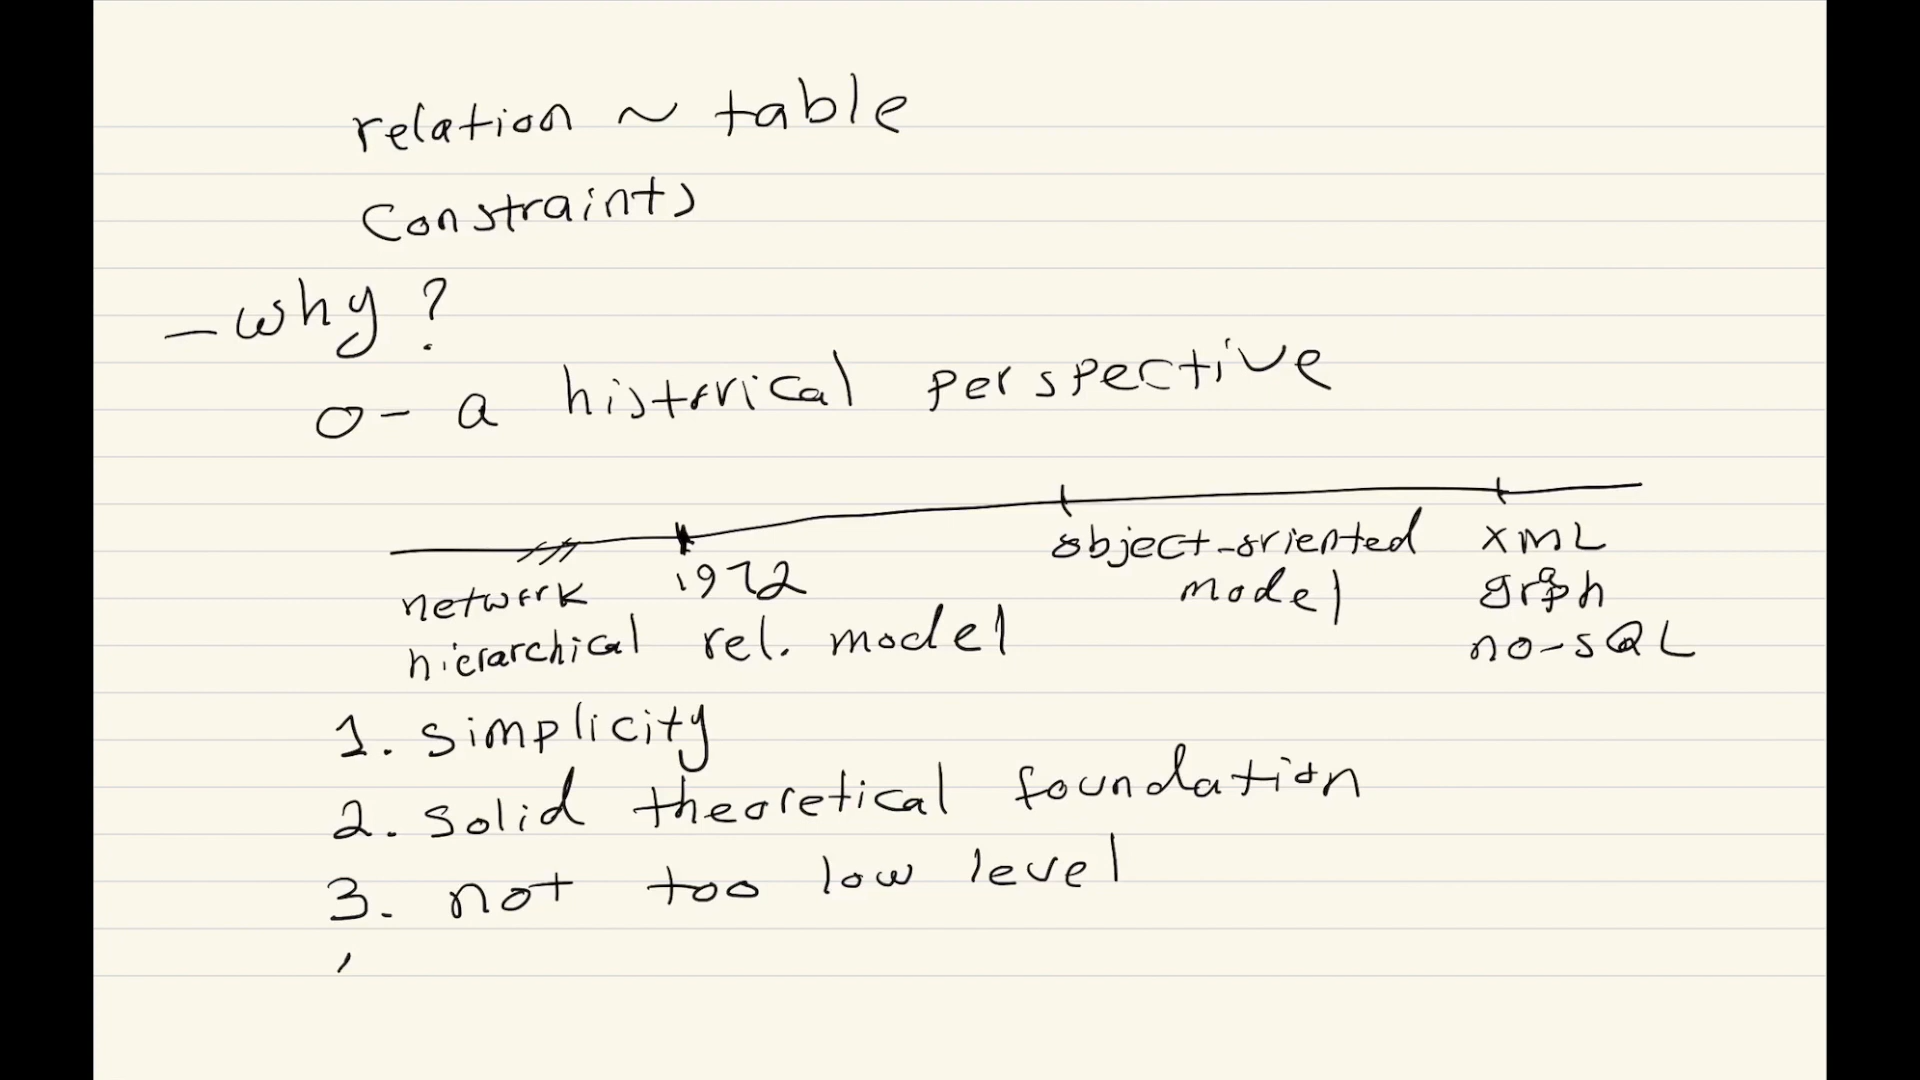 relation ~ table
constraints
- why?
0- a historical perspective
1972
network
hierarchical
rel. model
object-oriented
model
XML
graph
no-SQL
1. simplicity
2. solid theoretical foundation
3. not too low level